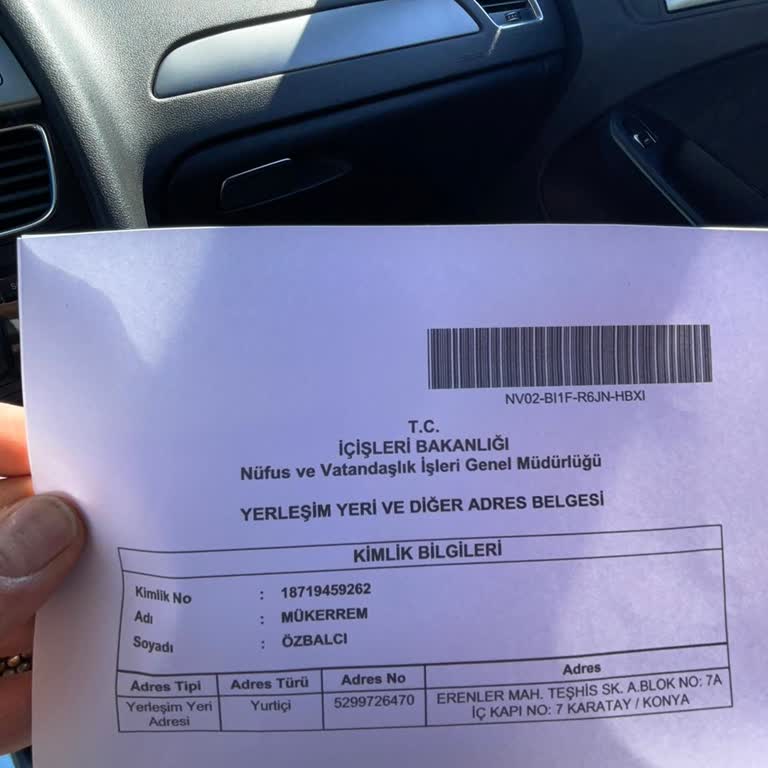 NV02-BI1F-R6JN-HBXI
T.C.
İÇİŞLERİ BAKANLIĞI
Nüfus ve Vatandaşlık İşleri Genel Müdürlüğü
YERLEŞİM YERİ VE DİĞER ADRES BELGESİ
KİMLİK BİLGİLERİ
Kimlik No : 18719459262
Adı : MÜKERREM
Soyadı : ÖZBALCI
Adres Tipi Adres Türü Adres No Adres
Yerleşim Yeri Adresi Yurtiçi 5299726470 ERENLER MAH. TEŞHİS SK. A.BLOK NO: 7A
İÇ KAPI NO: 7 KARATAY / KONYA